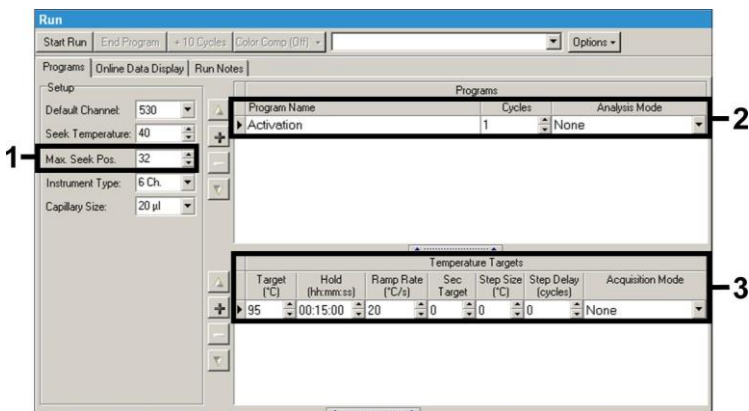 Run
Start Run End Program + 10 Cycles Color Comp (Off) Options
Programs Online Data Display Run Notes
Setup
Default Channel: 530
Seek Temperature: 40
1 Max. Seek Pos. 32
Instrument Type: 6 Ch.
Capillary Size: 20 µl
Programs
Program Name Cycles Analysis Mode
Activation 1 None 2
Temperature Targets
Target (°C) Hold (hh:mm:ss) Ramp Rate (°C/s) Sec Target Step Size (°C) Step Delay (cycles) Acquisition Mode
95 00:15:00 20 0 0 0 None 3